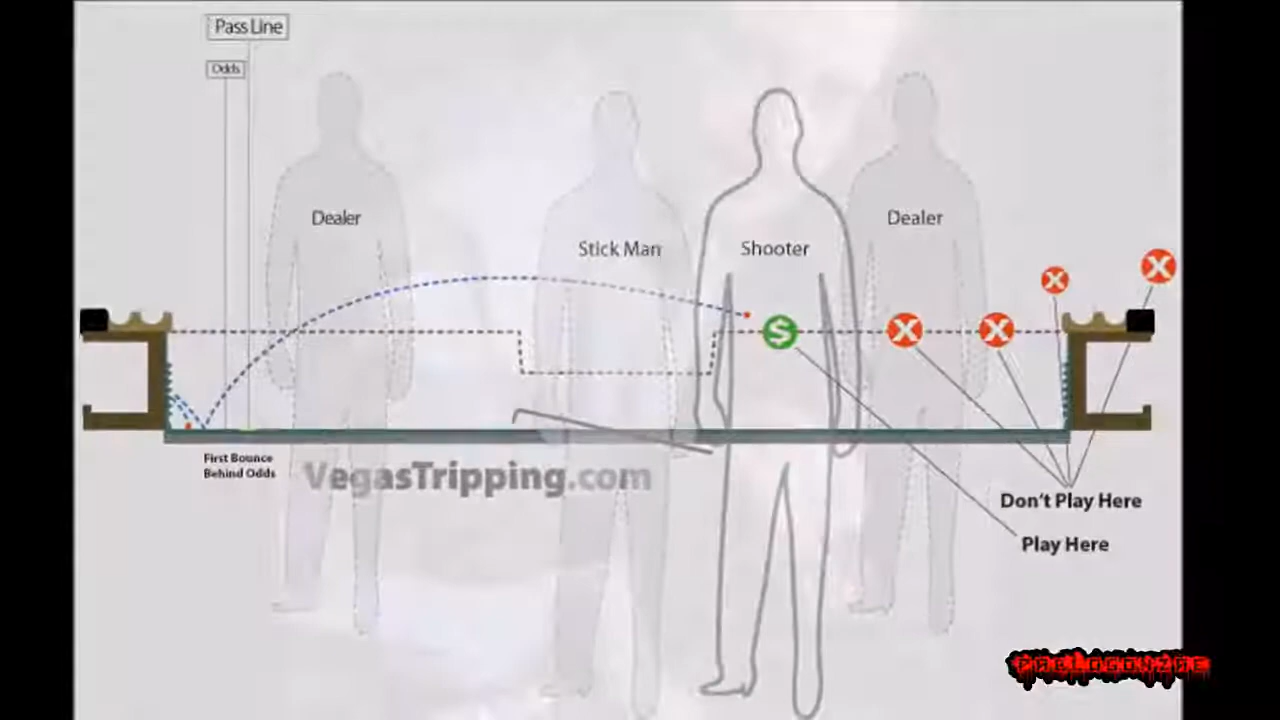 Pass Line
Odds
Dealer
Stick Man
Shooter
Dealer
X
X
$
X
X
First Bounce
Behind Odds
VegasTripping.com
Don't Play Here
Play Here